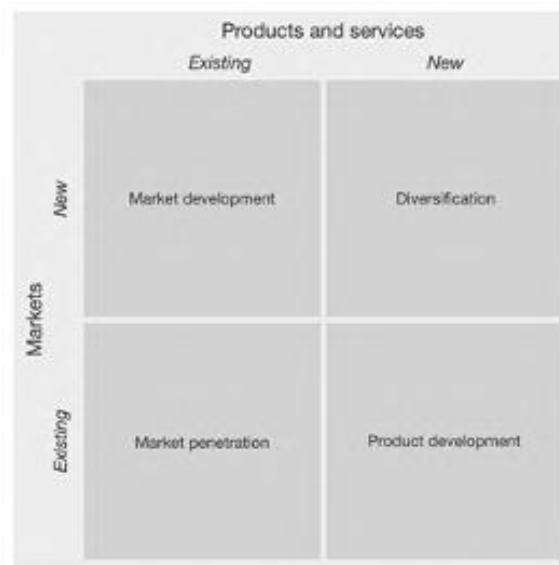 Products and services
Existing New
New
Market development Diversification
Markets
Existing
Market penetration Product development